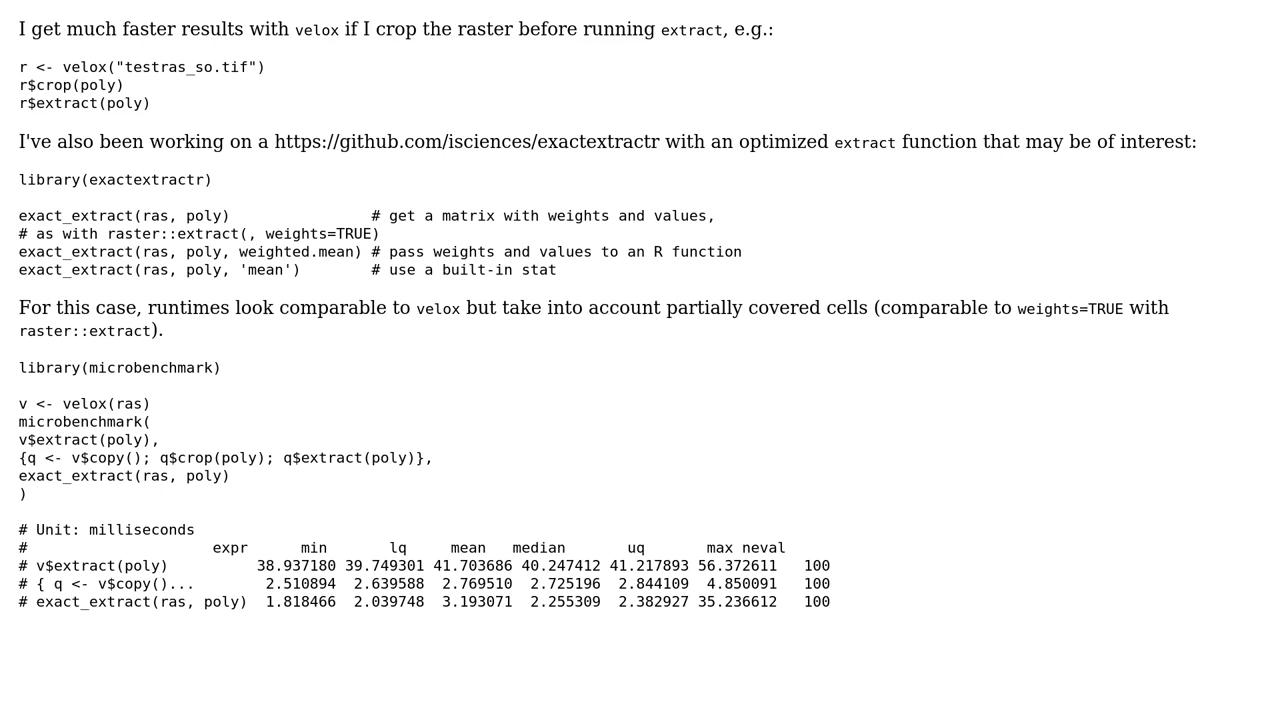 I get much faster results with velox if I crop the raster before running extract, e.g.:
r <- velox("testras_so.tif")
r$crop(poly)
r$extract(poly)
I've also been working on a https://github.com/isciences/exactextractr with an optimized extract function that may be of interest:
library(exactextractr)
exact_extract(ras, poly)                # get a matrix with weights and values,
# as with raster::extract(, weights=TRUE)
exact_extract(ras, poly, weighted.mean) # pass weights and values to an R function
exact_extract(ras, poly, 'mean')        # use a built-in stat
For this case, runtimes look comparable to velox but take into account partially covered cells (comparable to weights=TRUE with
raster::extract).
library(microbenchmark)
v <- velox(ras)
microbenchmark(
v$extract(poly),
{q <- v$copy(); q$crop(poly); q$extract(poly)},
exact_extract(ras, poly)
)
# Unit: milliseconds
#                     expr      min       lq     mean   median       uq       max neval
# v$extract(poly)          38.937180 39.749301 41.703686 40.247412 41.217893 56.372611   100
# { q <- v$copy()...        2.510894  2.639588  2.769510  2.725196  2.844109  4.850091   100
# exact_extract(ras, poly)  1.818466  2.039748  3.193071  2.255309  2.382927 35.236612   100